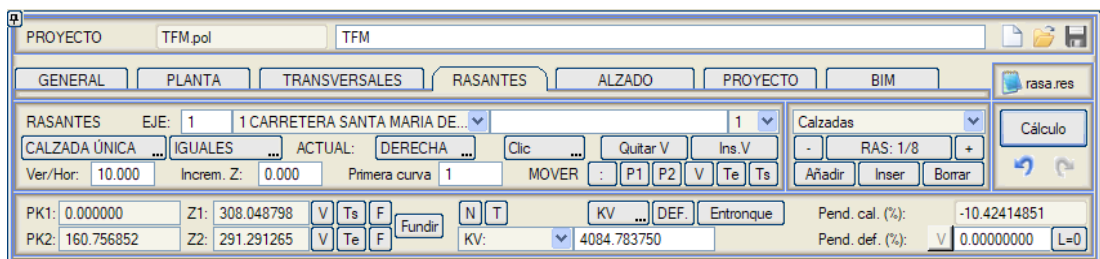 PROYECTO TFM.pol TFM
GENERAL PLANTA TRANSVERSALES RASANTES ALZADO PROYECTO BIM rasa.res
RASANTES EJE: 1 1 CARRETERA SANTA MARIA DE... 1 Calzadas Cálculo
CALZADA ÚNICA ... IGUALES ... ACTUAL: DERECHA ... Clic ... Quitar V Ins.V - RAS: 1/8 +
Ver/Hor: 10.000 Increm. Z: 0.000 Primera curva 1 MOVER : P1 P2 V Te Ts Añadir Inser Borrar
PK1: 0.000000 Z1: 308.048798 V Ts F Fundir N T KV ... DEF. Entronque Pend. cal. (%): -10.42414851
PK2: 160.756852 Z2: 291.291265 V Te F KV: 4084.783750 Pend. def. (%): V 0.00000000 L=0